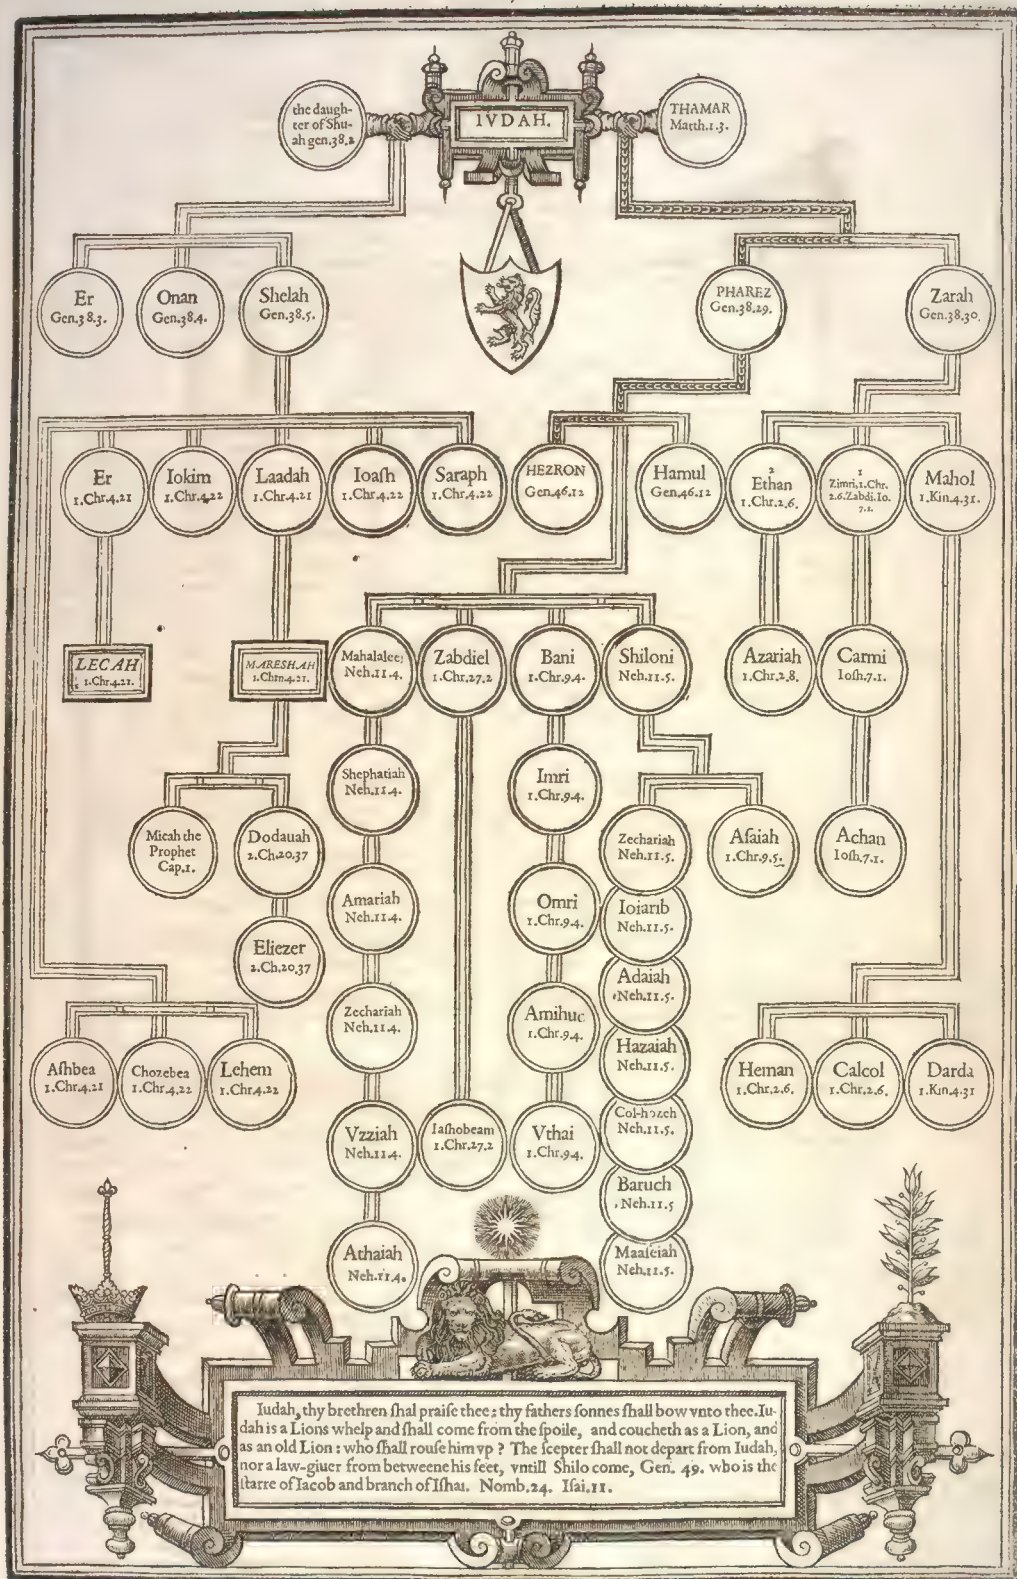 the daugh-
ter of Shu-
ah gen.38.2
IVDAH.
THAMAR
Matth.1.3.
Er
Gen.38.3.
Onan
Gen.38.4.
Shelah
Gen.38.5.
PHAREZ
Gen.38.29.
Zarah
Gen.38.30.
Er
1.Chr.4.21
Iokim
1.Chr.4.22
Laadah
1.Chr.4.21
Ioaſh
1.Chr.4.22
Saraph
1.Chr.4.22
HEZRON
Gen.46.12
Hamul
Gen.46.12
2
Ethan
1.Chr.2.6.
1
Zimri,1.Chr.
2.6.Zabdi.Io.
7.1.
Mahol
1.Kin.4.31.
LECAH
1.Chr.4.21.
MARESHAH
1.Chrn.4.21.
Mahalalee;
Neh.11.4.
Zabdiel
1.Chr.27.2
Bani
1.Chr.9.4.
Shiloni
Neh.11.5.
Azariah
1.Chr.2.8.
Carmi
Ioſh.7.1.
Shephatiah
Neh.11.4.
Imri
1.Chr.9.4.
Micah the
Prophet
Cap.1.
Dodauah
2.Ch.20.37
Zechariah
Neh.11.5.
Aſaiah
1.Chr.9.5.
Achan
Ioſh.7.1.
Amariah
Neh.11.4.
Omri
1.Chr.9.4.
Ioiarib
Neh.11.5.
Eliezer
2.Ch.20.37
Adaiah
Neh.11.5.
Zechariah
Neh.11.4.
Amihuc
1.Chr.9.4.
Hazaiah
Neh.11.5.
Aſhbea
1.Chr.4.21
Chozebea
1.Chr.4.22
Lehem
1.Chr.4.22
Heman
1.Chr.2.6.
Calcol
1.Chr.2.6.
Darda
1.Kin.4.31
Col-hozeh
Neh.11.5.
Vzziah
Neh.11.4.
Iaſhobeam
1.Chr.27.2
Vthai
1.Chr.9.4.
Baruch
Neh.11.5
Athaiah
Neh.11.4.
Maaſeiah
Neh.11.5.
Iudah, thy brethren ſhal praiſe thee; thy fathers ſonnes ſhall bow vnto thee.Iu-
dah is a Lions whelp and ſhall come from the ſpoile, and coucheth as a Lion, and
as an old Lion : who ſhall rouſe him vp ? The ſcepter ſhall not depart from Iudah,
nor a law-giuer from betweene his feet, vntill Shilo come, Gen. 49. who is the
ſtarre of Iacob and branch of Iſhai. Nomb.24. Iſai.11.